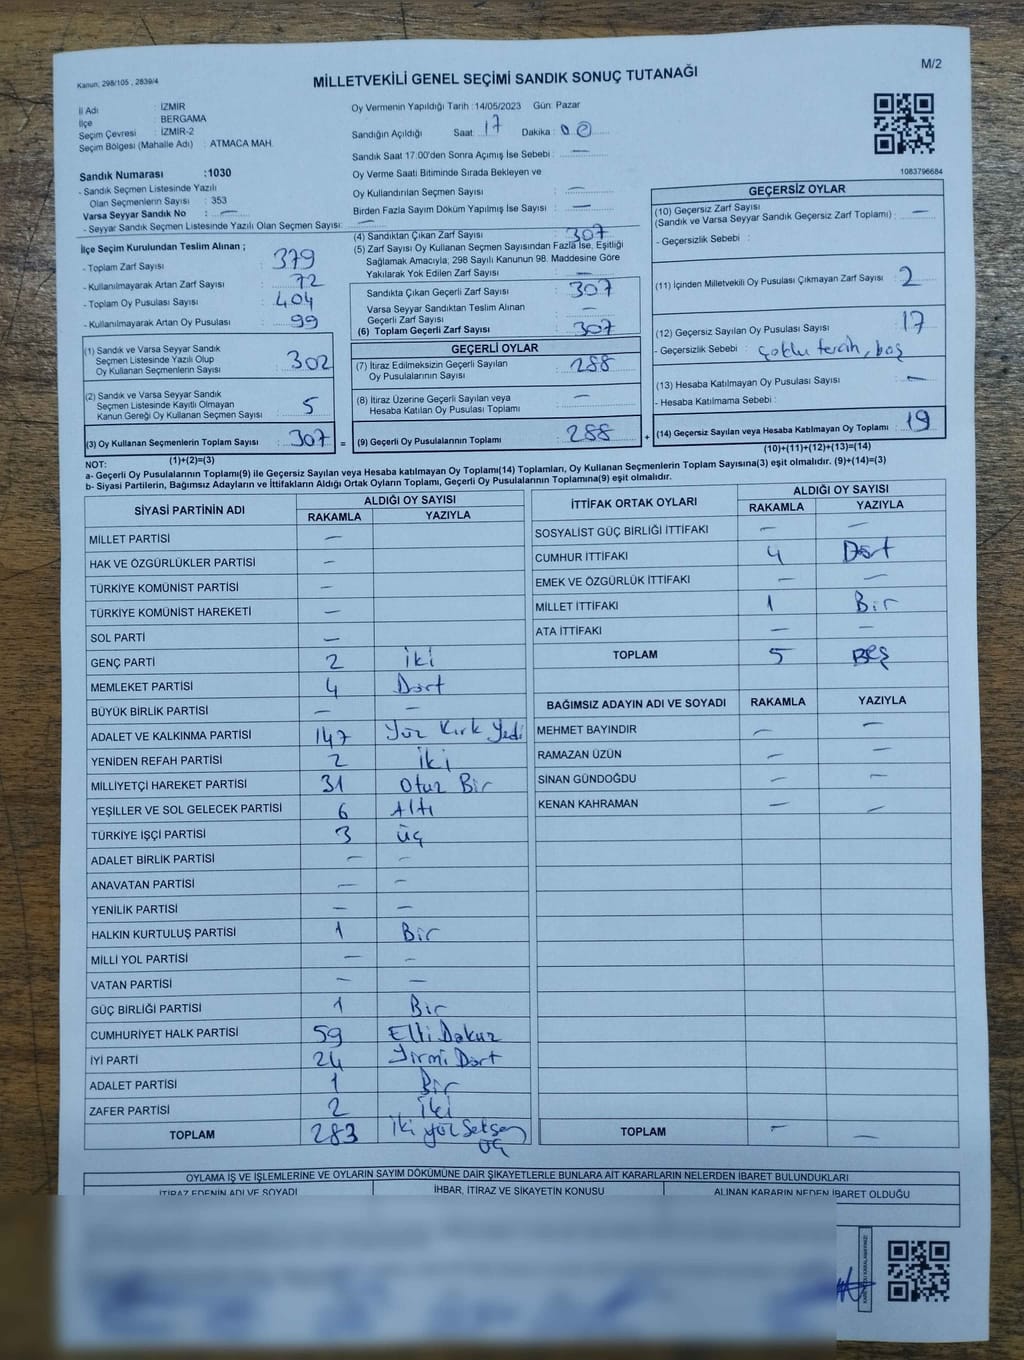 Kanun; 298/105 , 2839/4
MİLLETVEKİLİ GENEL SEÇİMİ SANDIK SONUÇ TUTANAĞI
M/2
İl Adı : İZMİR
İlçe : BERGAMA
Seçim Çevresi : İZMİR-2
Seçim Bölgesi (Mahalle Adı) : ATMACA MAH.
Sandık Numarası :1030
- Sandık Seçmen Listesinde Yazılı
Olan Seçmenlerin Sayısı : 353
Varsa Seyyar Sandık No : —
- Seyyar Sandık Seçmen Listesinde Yazılı Olan Seçmen Sayısı: —
Oy Vermenin Yapıldığı Tarih :14/05/2023 Gün: Pazar
Sandığın Açıldığı Saat 17 Dakika : 00
Sandık Saat 17:00'den Sonra Açımış İse Sebebi : —
Oy Verme Saati Bitiminde Sırada Bekleyen ve
Oy Kullandırılan Seçmen Sayısı : —
Birden Fazla Sayım Döküm Yapılmış İse Sayısı : —
1083796684
İlçe Seçim Kurulundan Teslim Alınan ;
- Toplam Zarf Sayısı : 379
- Kullanılmayarak Artan Zarf Sayısı : 72
- Toplam Oy Pusulası Sayısı : 404
- Kullanılmayarak Artan Oy Pusulası : 99
(1) Sandık ve Varsa Seyyar Sandık
Seçmen Listesinde Yazılı Olup
Oy Kullanan Seçmenlerin Sayısı : 302
(2) Sandık ve Varsa Seyyar Sandık
Seçmen Listesinde Kayıtlı Olmayan
Kanun Gereği Oy Kullanan Seçmen Sayısı : 5
(3) Oy Kullanan Seçmenlerin Toplam Sayısı : 307 =
(1)+(2)=(3)
(4) Sandıktan Çıkan Zarf Sayısı : 307
(5) Zarf Sayısı Oy Kullanan Seçmen Sayısından Fazla İse, Eşitliği
Sağlamak Amacıyla, 298 Sayılı Kanunun 98. Maddesine Göre
Yakılarak Yok Edilen Zarf Sayısı : —
Sandıkta Çıkan Geçerli Zarf Sayısı : 307
Varsa Seyyar Sandıktan Teslim Alınan
Geçerli Zarf Sayısı : —
(6) Toplam Geçerli Zarf Sayısı : 307
GEÇERLİ OYLAR
(7) İtiraz Edilmeksizin Geçerli Sayılan
Oy Pusulalarının Sayısı : 288
(8) İtiraz Üzerine Geçerli Sayılan veya
Hesaba Katılan Oy Pusulası Toplamı : —
(9) Geçerli Oy Pusulalarının Toplamı : 288 +
GEÇERSİZ OYLAR
(10) Geçersiz Zarf Sayısı
(Sandık ve Varsa Seyyar Sandık Geçersiz Zarf Toplamı) : —
- Geçersizlik Sebebi :
(11) İçinden Milletvekili Oy Pusulası Çıkmayan Zarf Sayısı : 2
(12) Geçersiz Sayılan Oy Pusulası Sayısı : 17
- Geçersizlik Sebebi : çoklu tercih, boş
(13) Hesaba Katılmayan Oy Pusulası Sayısı : —
- Hesaba Katılmama Sebebi :
(14) Geçersiz Sayılan veya Hesaba Katılmayan Oy Toplamı : 19
(10)+(11)+(12)+(13)=(14)
NOT:
a- Geçerli Oy Pusulalarının Toplamı(9) ile Geçersiz Sayılan veya Hesaba katılmayan Oy Toplamı(14) Toplamları, Oy Kullanan Seçmenlerin Toplam Sayısına(3) eşit olmalıdır. (9)+(14)=(3)
b- Siyasi Partilerin, Bağımsız Adayların ve İttifakların Aldığı Ortak Oyların Toplamı, Geçerli Oy Pusulalarının Toplamına(9) eşit olmalıdır.
SİYASİ PARTİNİN ADI ALDIĞI OY SAYISI
RAKAMLA YAZIYLA
MİLLET PARTİSİ —
HAK VE ÖZGÜRLÜKLER PARTİSİ —
TÜRKİYE KOMÜNİST PARTİSİ —
TÜRKİYE KOMÜNİST HAREKETİ —
SOL PARTİ —
GENÇ PARTİ 2 İki
MEMLEKET PARTİSİ 4 Dört
BÜYÜK BİRLİK PARTİSİ — —
ADALET VE KALKINMA PARTİSİ 147 Yüz Kırk Yedi
YENİDEN REFAH PARTİSİ 2 İki
MİLLİYETÇİ HAREKET PARTİSİ 31 Otuz Bir
YEŞİLLER VE SOL GELECEK PARTİSİ 6 Altı
TÜRKİYE İŞÇİ PARTİSİ 3 Üç
ADALET BİRLİK PARTİSİ — —
ANAVATAN PARTİSİ — —
YENİLİK PARTİSİ — —
HALKIN KURTULUŞ PARTİSİ 1 Bir
MİLLİ YOL PARTİSİ — —
VATAN PARTİSİ — —
GÜÇ BİRLİĞİ PARTİSİ 1 Bir
CUMHURİYET HALK PARTİSİ 59 Elli Dokuz
İYİ PARTİ 24 Yirmi Dört
ADALET PARTİSİ 1 Bir
ZAFER PARTİSİ 2 İki
TOPLAM 283 İki yüz Seksen
Üç
İTTİFAK ORTAK OYLARI ALDIĞI OY SAYISI
RAKAMLA YAZIYLA
SOSYALİST GÜÇ BİRLİĞİ İTTİFAKI — —
CUMHUR İTTİFAKI 4 Dört
EMEK VE ÖZGÜRLÜK İTTİFAKI — —
MİLLET İTTİFAKI 1 Bir
ATA İTTİFAKI — —
TOPLAM 5 Beş
BAĞIMSIZ ADAYIN ADI VE SOYADI RAKAMLA YAZIYLA
MEHMET BAYINDIR — —
RAMAZAN ÜZÜN — —
SİNAN GÜNDOĞDU — —
KENAN KAHRAMAN — —
TOPLAM — —
OYLAMA İŞ VE İŞLEMLERİNE VE OYLARIN SAYIM DÖKÜMÜNE DAİR ŞİKAYETLERLE BUNLARA AİT KARARLARIN NELERDEN İBARET BULUNDUKLARI
İTİRAZ EDENİN ADI VE SOYADI İHBAR, İTİRAZ VE ŞİKAYETİN KONUSU ALINAN KARARIN NEDEN İBARET OLDUĞU